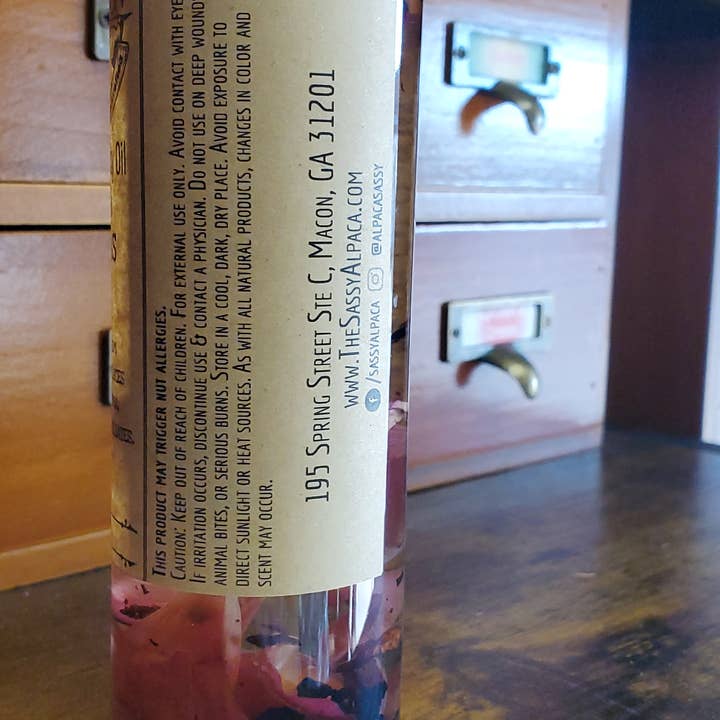 Oil
THIS PRODUCT MAY TRIGGER NUT ALLERGIES.
CAUTION: KEEP OUT OF REACH OF CHILDREN. FOR EXTERNAL USE ONLY. AVOID CONTACT WITH EYE
IF IRRITATION OCCURS, DISCONTINUE USE & CONTACT A PHYSICIAN. DO NOT USE ON DEEP WOUND
ANIMAL BITES, OR SERIOUS BURNS. STORE IN A COOL, DARK, DRY PLACE. AVOID EXPOSURE TO
DIRECT SUNLIGHT OR HEAT SOURCES. AS WITH ALL NATURAL PRODUCTS, CHANGES IN COLOR AND
SCENT MAY OCCUR.
195 SPRING STREET STE C, MACON, GA 31201
WWW.THESASSYALPACA.COM
/SASSYALPACA @ALPACASASSY